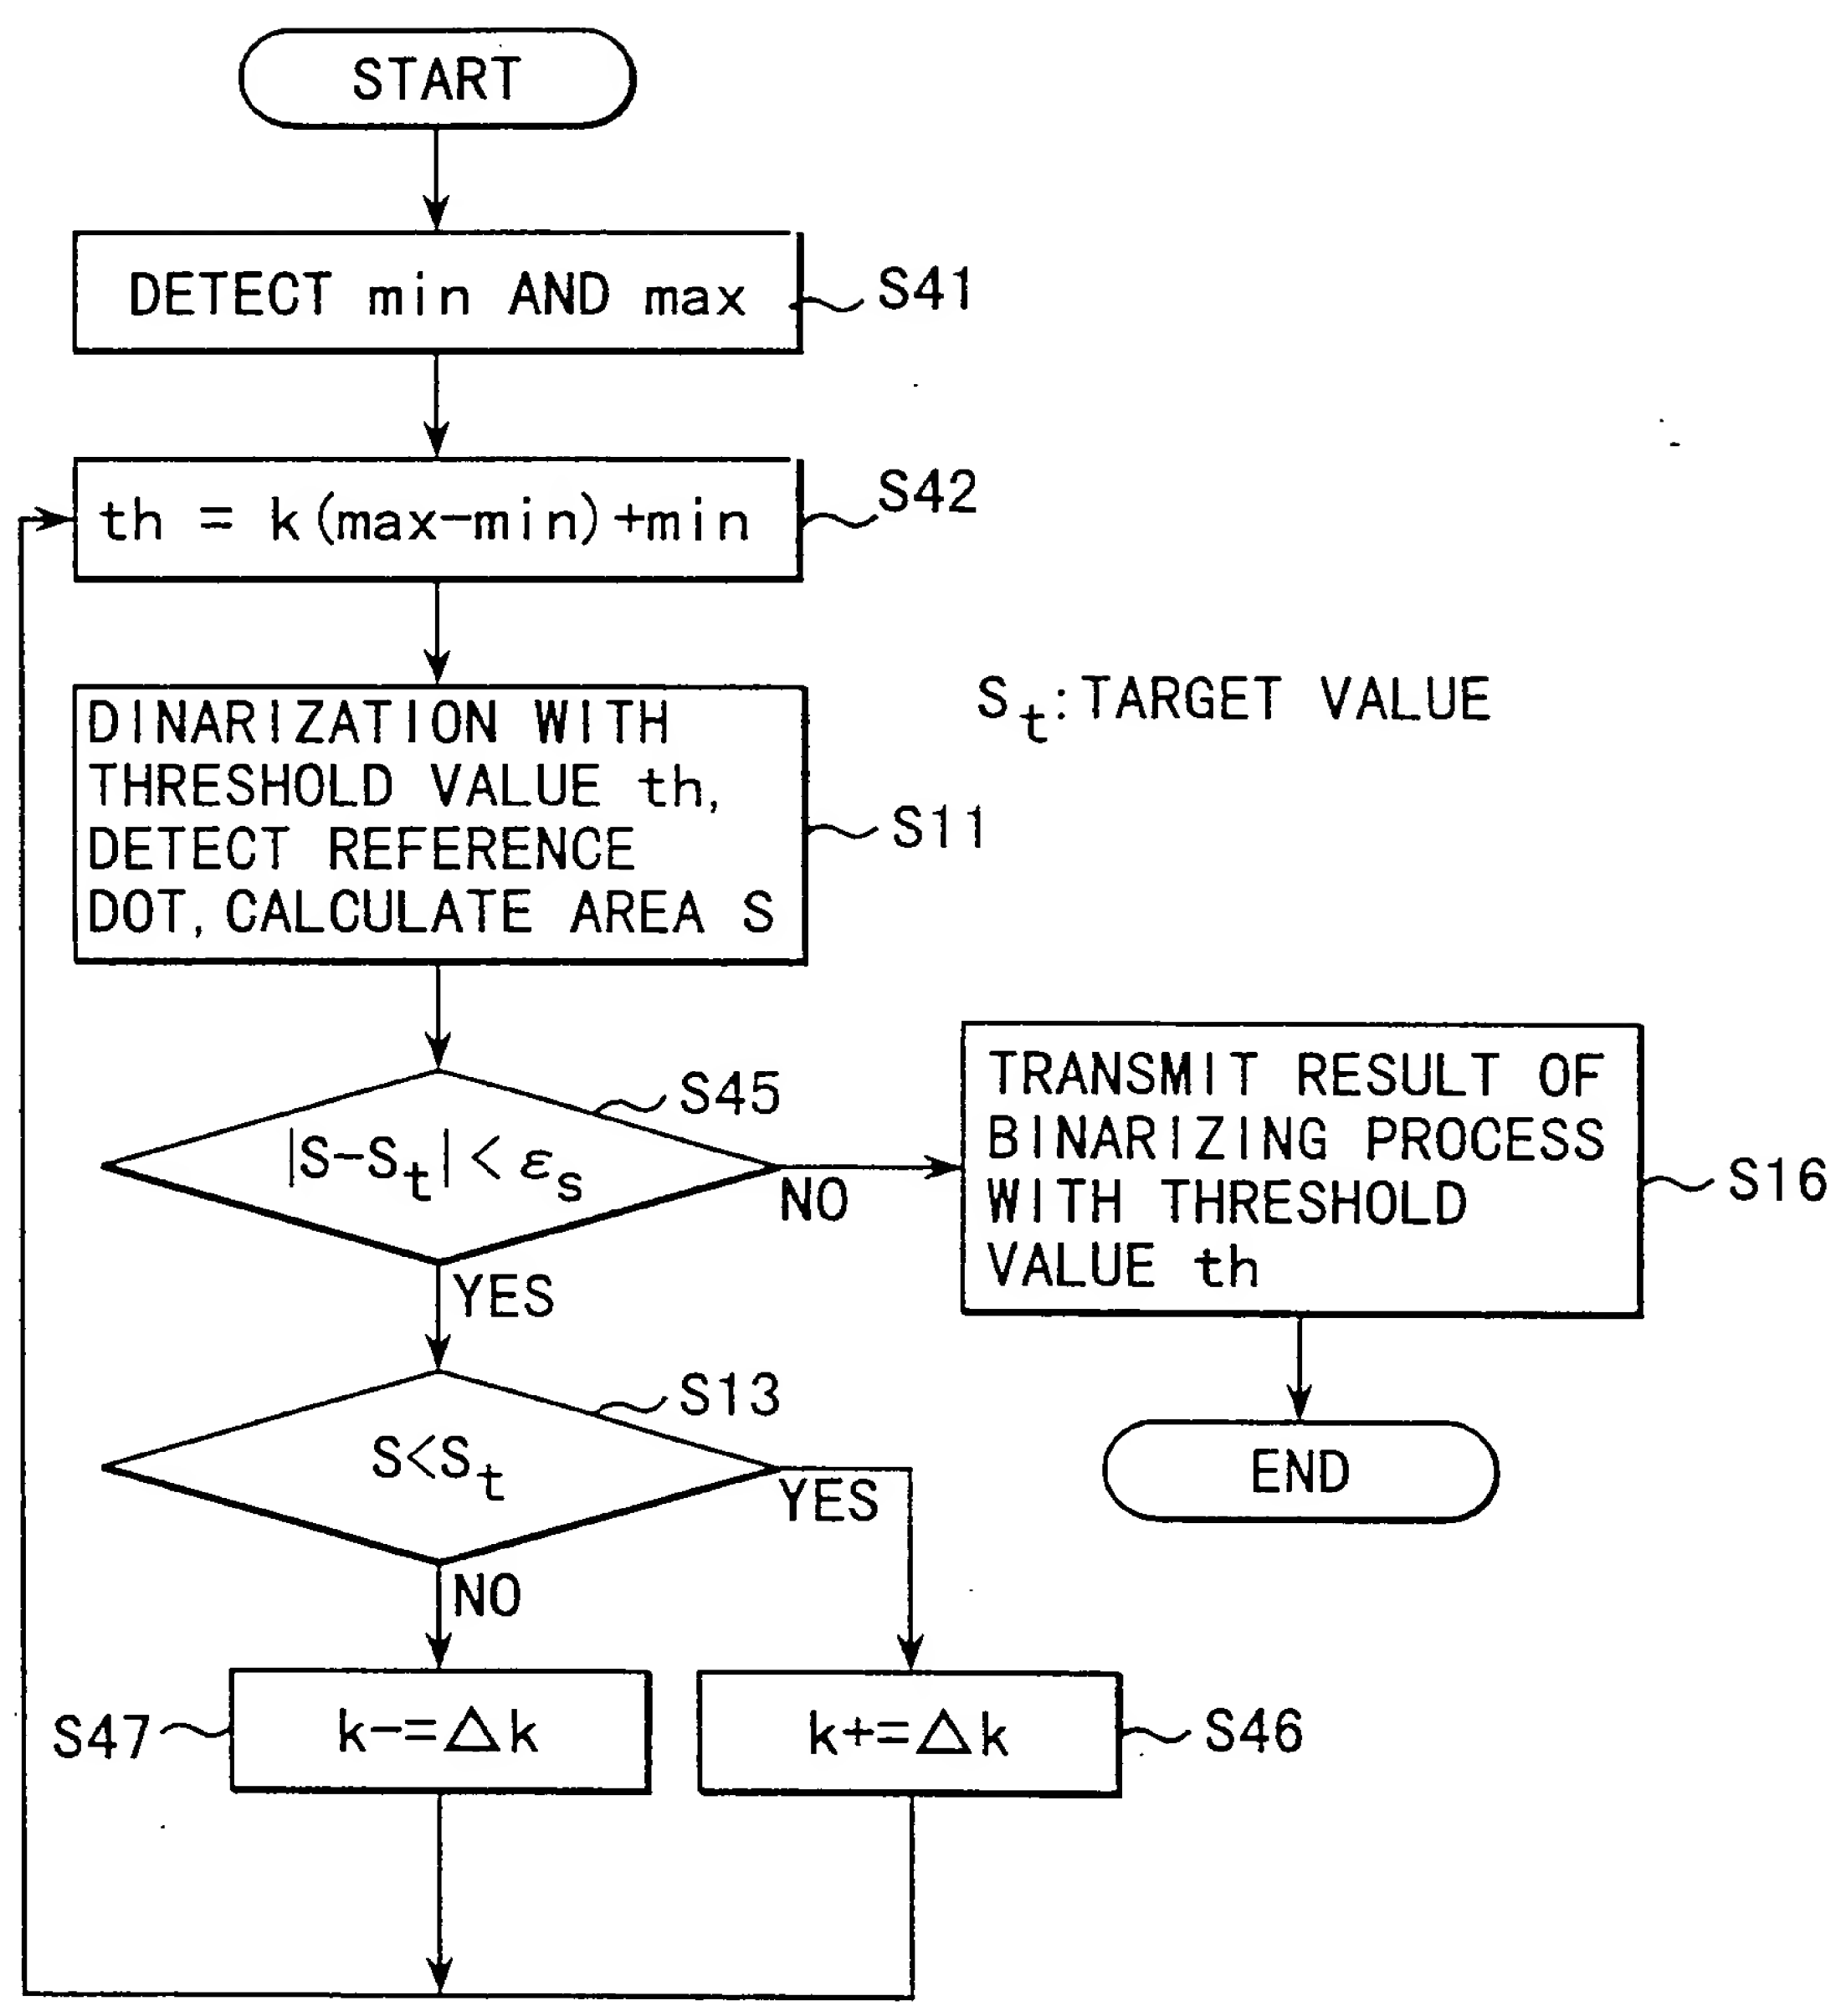 START
DETECT min AND max
S41
th = k(max-min)+min
S42
DINARIZATION WITH
THRESHOLD VALUE th,
DETECT REFERENCE
DOT, CALCULATE AREA S
S11
St: TARGET VALUE
|S-St| < εs
S45
NO
YES
TRANSMIT RESULT OF
BINARIZING PROCESS
WITH THRESHOLD
VALUE th
S16
END
S<St
S13
YES
NO
k-=△k
S47
k+=△k
S46